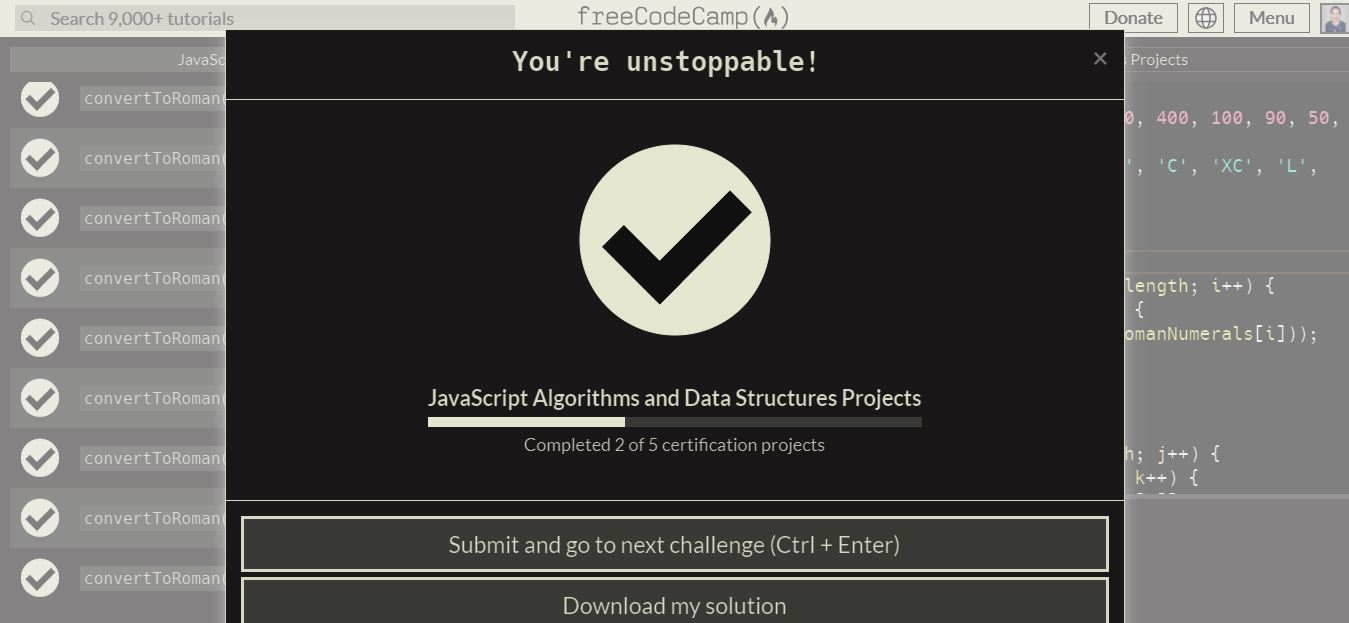 Search 9,000+ tutorials
freeCodeCamp
Donate
Menu
You're unstoppable!
×
Projects
convertToRoman(
400, 100, 90, 50,
convertToRoman(
'C', 'XC', 'L',
convertToRoman(
convertToRoman(
length; i++) {
{
convertToRoman(
omanNumerals[i]));
convertToRoman(
JavaScript Algorithms and Data Structures Projects
Completed 2 of 5 certification projects
convertToRoman(
h; j++) {
k++) {
convertToRoman(
Submit and go to next challenge (Ctrl + Enter)
convertToRoman(
Download my solution